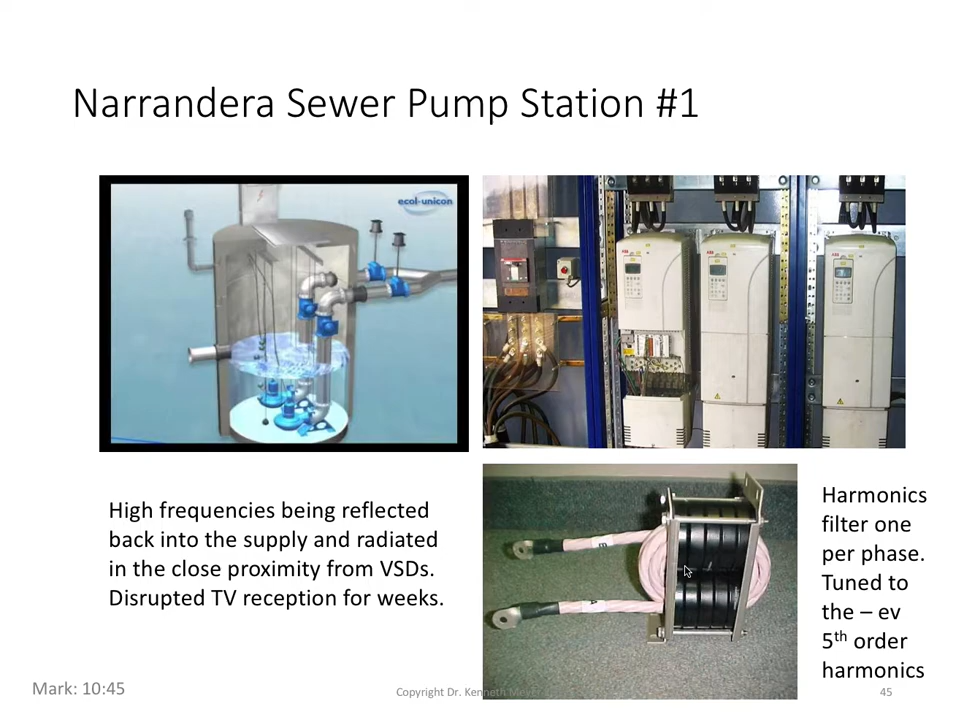 Narrandera Sewer Pump Station #1
ecol-unicon
High frequencies being reflected
back into the supply and radiated
in the close proximity from VSDs.
Disrupted TV reception for weeks.
Harmonics
filter one
per phase.
Tuned to
the – ev
5th order
harmonics
B
A
Mark: 10:45
Copyright Dr. Kenneth Meyer
45